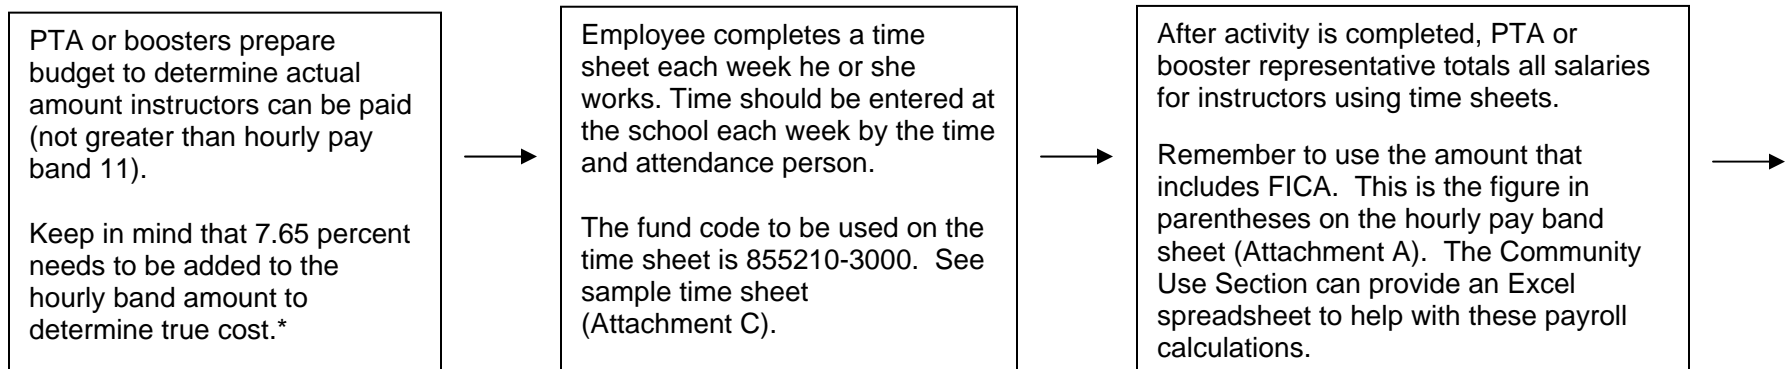 PTA or boosters prepare
budget to determine actual
amount instructors can be paid
(not greater than hourly pay
band 11).
Keep in mind that 7.65 percent
needs to be added to the
hourly band amount to
determine true cost.*
Employee completes a time
sheet each week he or she
works. Time should be entered at
the school each week by the time
and attendance person.
The fund code to be used on the
time sheet is 855210-3000.  See
sample time sheet
(Attachment C).
After activity is completed, PTA or
booster representative totals all salaries
for instructors using time sheets.
Remember to use the amount that
includes FICA.  This is the figure in
parentheses on the hourly pay band
sheet (Attachment A).  The Community
Use Section can provide an Excel
spreadsheet to help with these payroll
calculations.